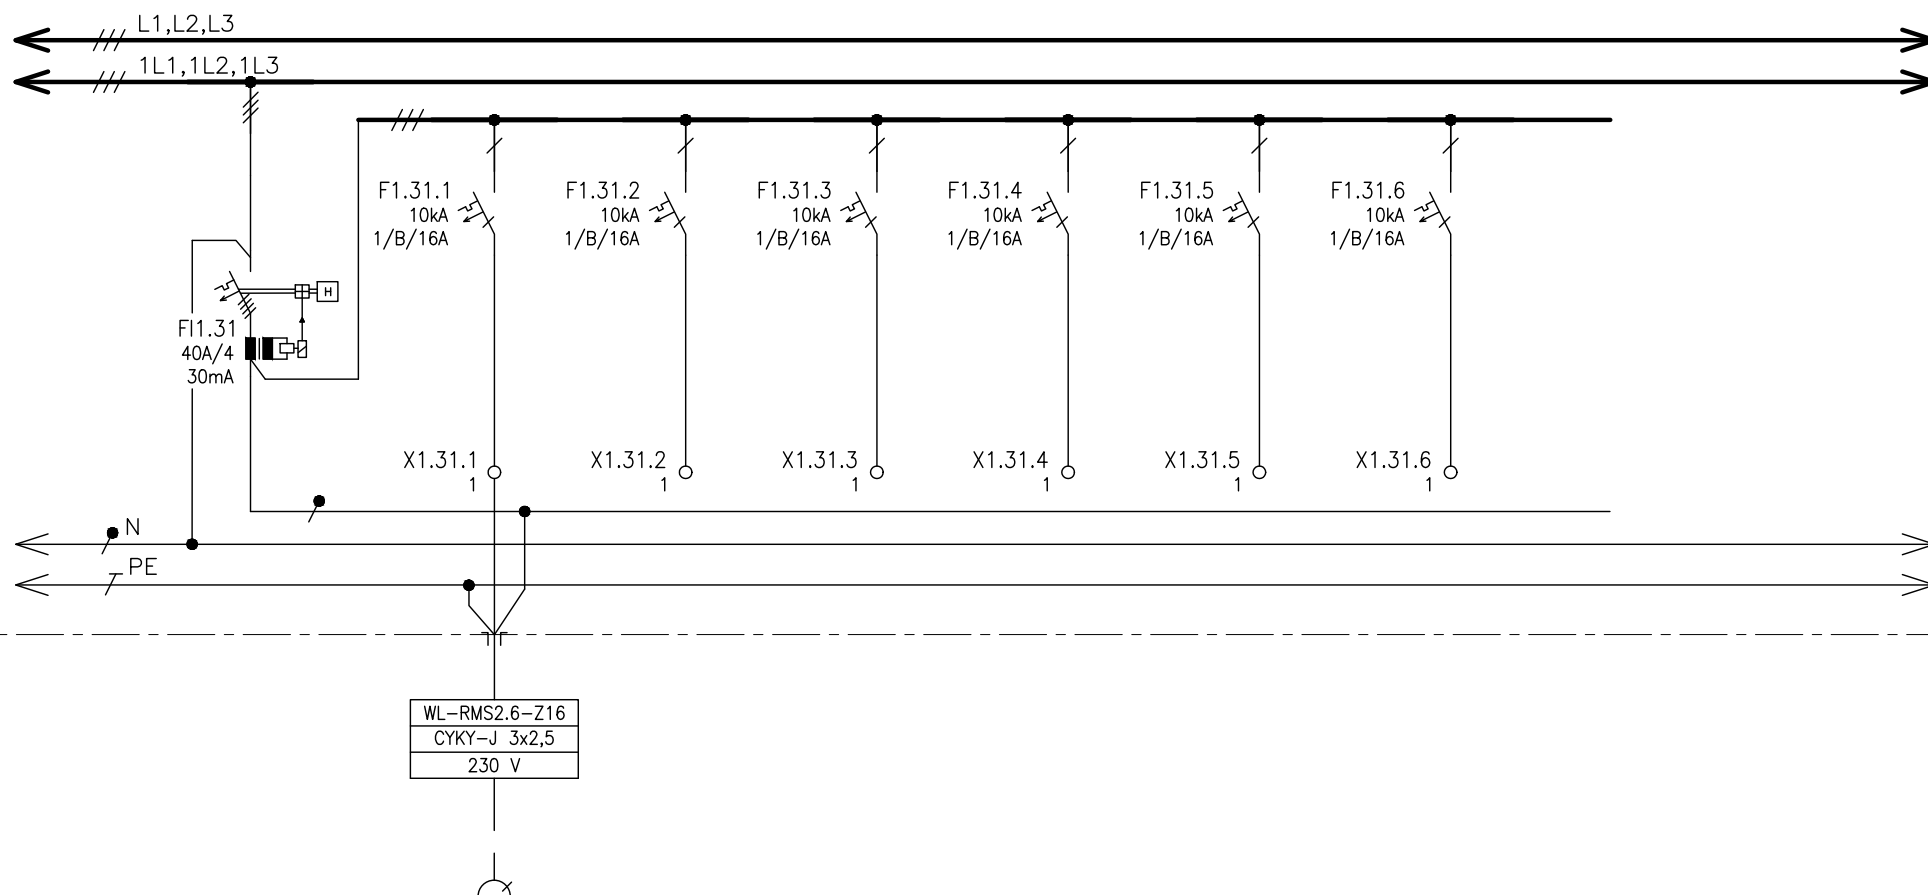 L1,L2,L3
1L1,1L2,1L3
F1.31.1
10kA
1/B/16A
F1.31.2
10kA
1/B/16A
F1.31.3
10kA
1/B/16A
F1.31.4
10kA
1/B/16A
F1.31.5
10kA
1/B/16A
F1.31.6
10kA
1/B/16A
H
FI1.31
40A/4
30mA
X1.31.1
1
X1.31.2
1
X1.31.3
1
X1.31.4
1
X1.31.5
1
X1.31.6
1
N
PE
WL-RMS2.6-Z16
CYKY-J 3x2,5
230 V